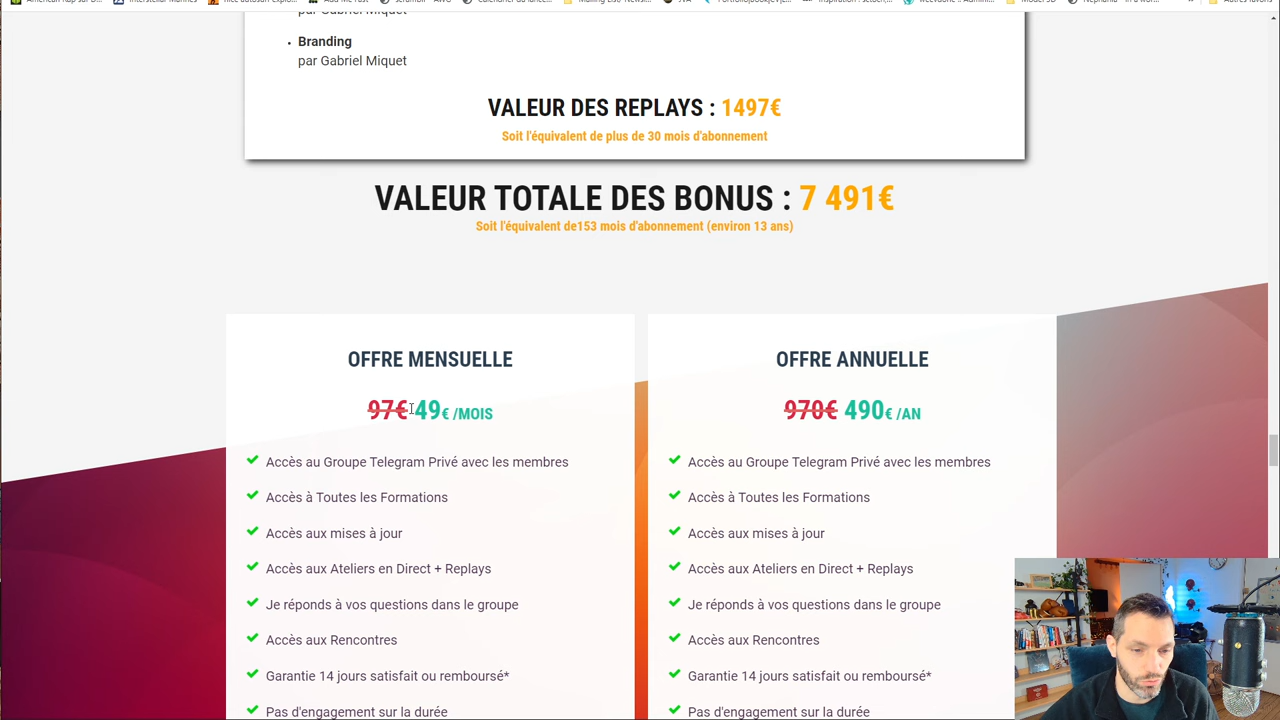 Branding
par Gabriel Miquet
VALEUR DES REPLAYS : 1497€
Soit l'équivalent de plus de 30 mois d'abonnement
VALEUR TOTALE DES BONUS : 7 491€
Soit l'équivalent de153 mois d'abonnement (environ 13 ans)
OFFRE MENSUELLE
97€ 49€ /MOIS
Accès au Groupe Telegram Privé avec les membres
Accès à Toutes les Formations
Accès aux mises à jour
Accès aux Ateliers en Direct + Replays
Je réponds à vos questions dans le groupe
Accès aux Rencontres
Garantie 14 jours satisfait ou remboursé*
Pas d'engagement sur la durée
OFFRE ANNUELLE
970€ 490€ /AN
Accès au Groupe Telegram Privé avec les membres
Accès à Toutes les Formations
Accès aux mises à jour
Accès aux Ateliers en Direct + Replays
Je réponds à vos questions dans le groupe
Accès aux Rencontres
Garantie 14 jours satisfait ou remboursé*
Pas d'engagement sur la durée